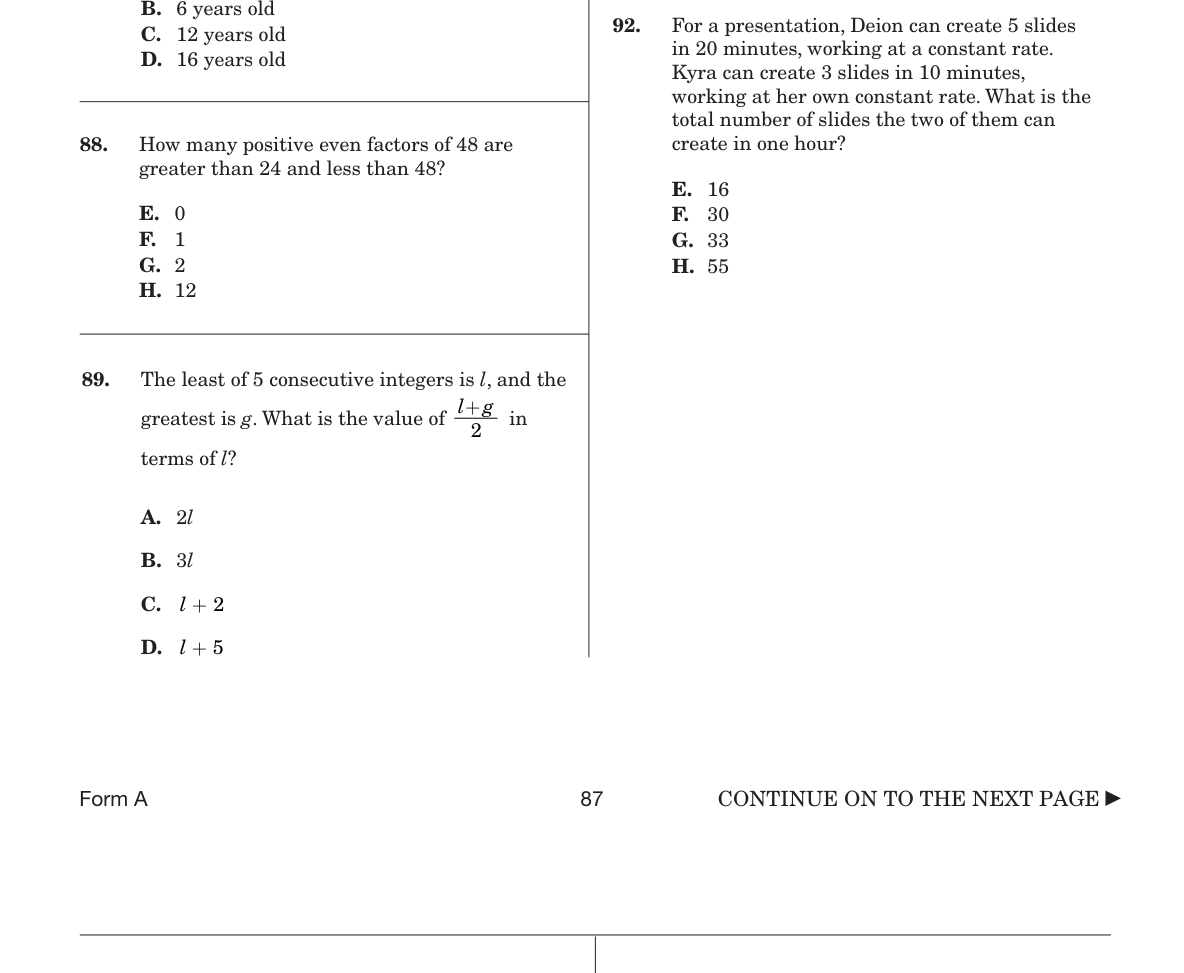 B. 6 years old
C. 12 years old
D. 16 years old
88. How many positive even factors of 48 are
greater than 24 and less than 48?
E. 0
F. 1
G. 2
H. 12
89. The least of 5 consecutive integers is l, and the
greatest is g. What is the value of \frac{l+g}{2} in
terms of l?
A. 2l
B. 3l
C. l + 2
D. l + 5
92. For a presentation, Deion can create 5 slides
in 20 minutes, working at a constant rate.
Kyra can create 3 slides in 10 minutes,
working at her own constant rate. What is the
total number of slides the two of them can
create in one hour?
E. 16
F. 30
G. 33
H. 55
Form A 87 CONTINUE ON TO THE NEXT PAGE ►